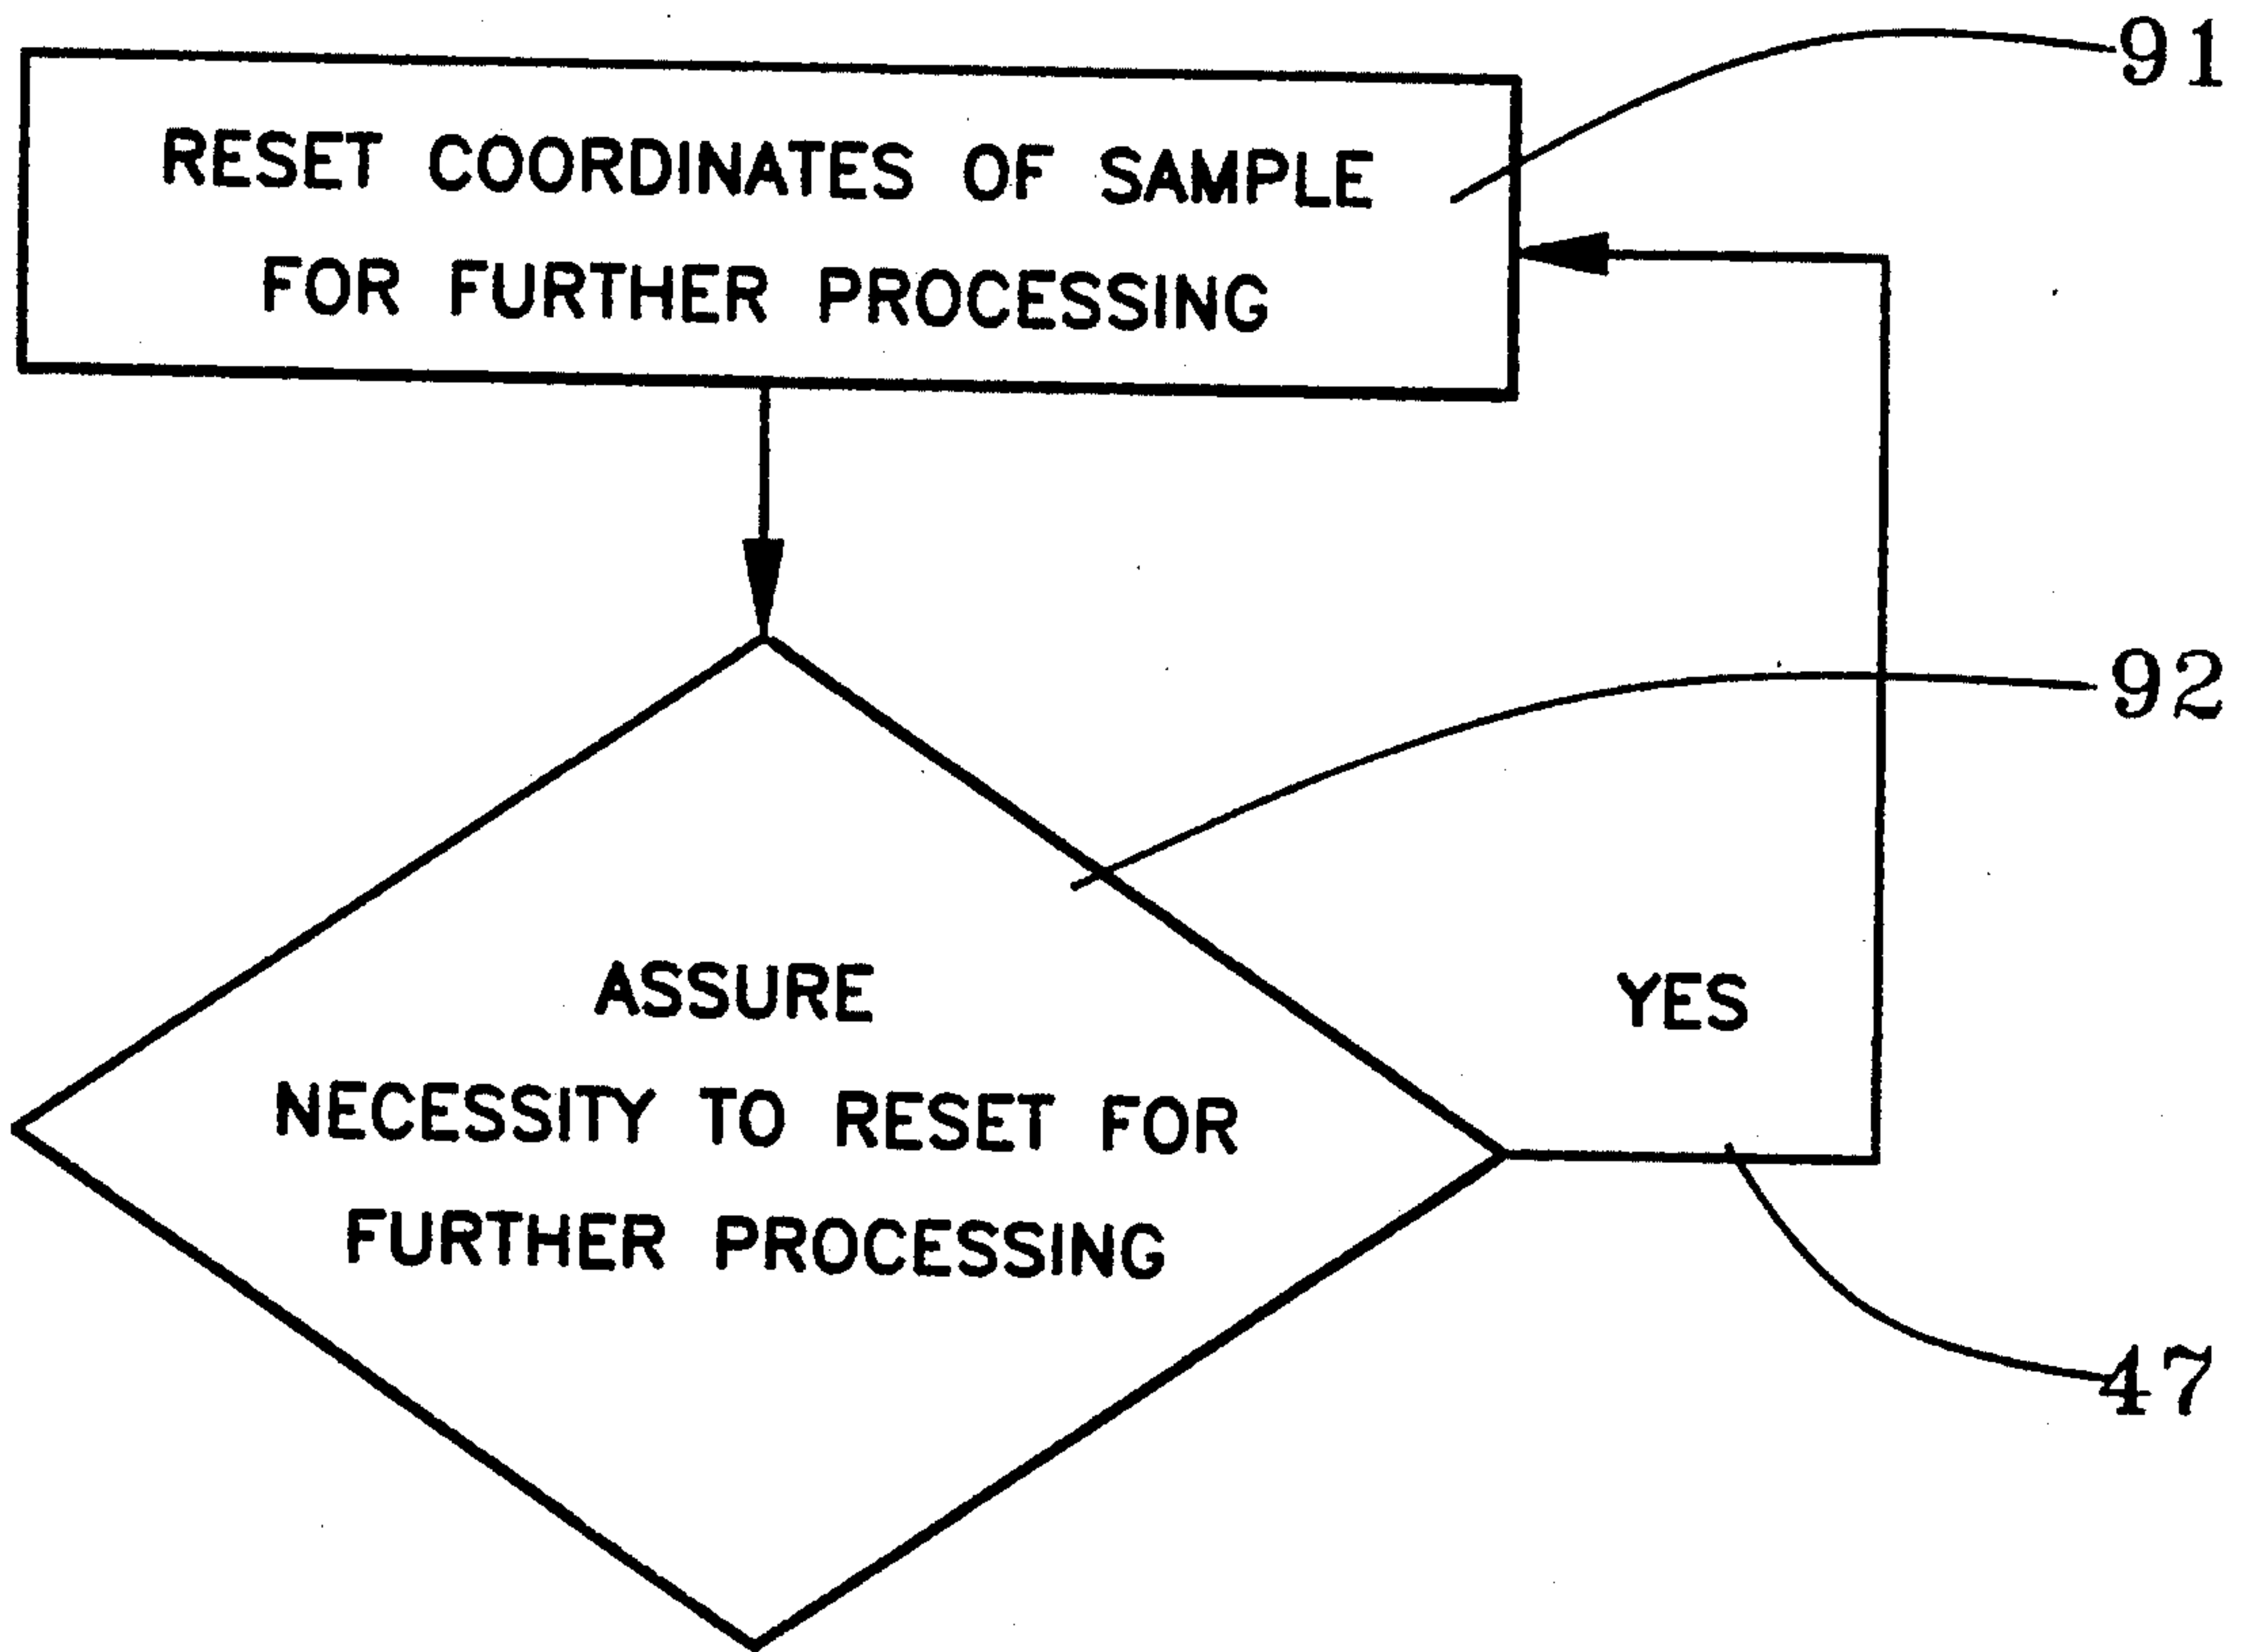 91
RESET COORDINATES OF SAMPLE
FOR FURTHER PROCESSING
92
ASSURE
NECESSITY TO RESET FOR
FURTHER PROCESSING
YES
47